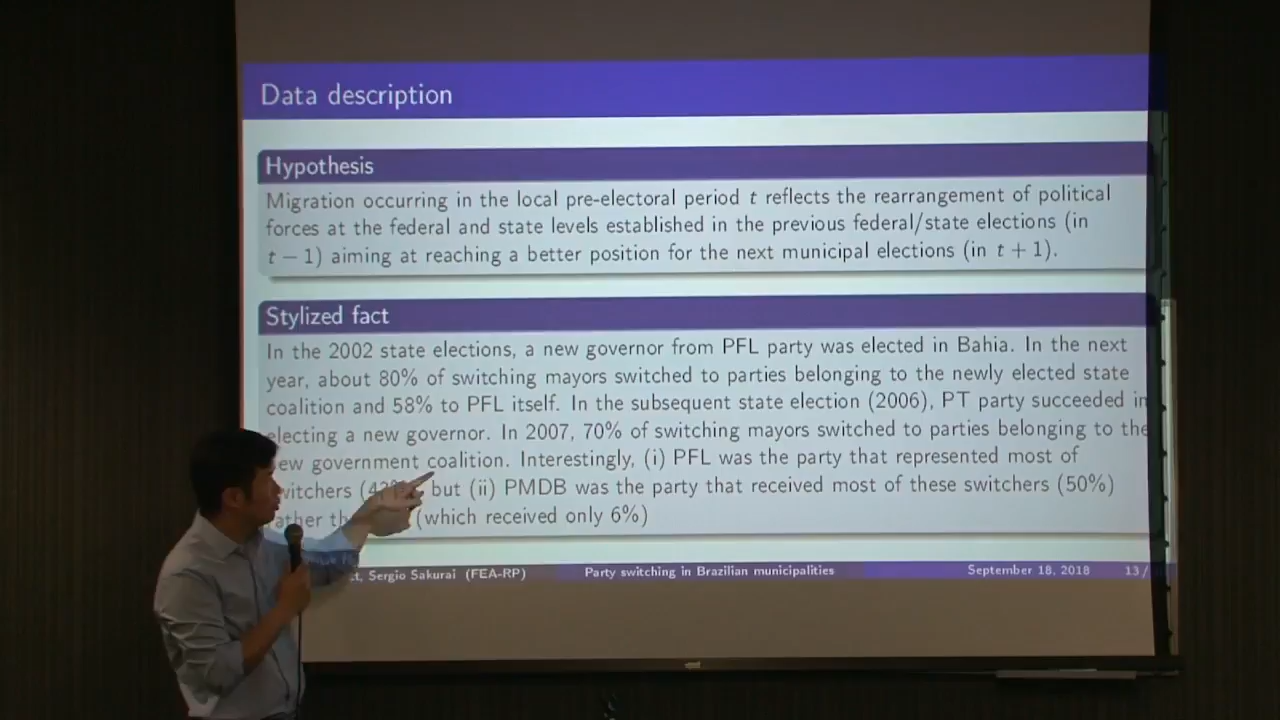 Data description
Hypothesis
Migration occurring in the local pre-electoral period t reflects the rearrangement of political
forces at the federal and state levels established in the previous federal/state elections (in
t − 1) aiming at reaching a better position for the next municipal elections (in t + 1).
Stylized fact
In the 2002 state elections, a new governor from PFL party was elected in Bahia. In the next
year, about 80% of switching mayors switched to parties belonging to the newly elected state
coalition and 58% to PFL itself. In the subsequent state election (2006), PT party succeeded in
electing a new governor. In 2007, 70% of switching mayors switched to parties belonging to the
new government coalition. Interestingly, (i) PFL was the party that represented most of
switchers but (ii) PMDB was the party that received most of these switchers (50%)
rather (which received only 6%)
Sergio Sakurai (FEA-RP) Party switching in Brazilian municipalities September 18, 2018 13 /